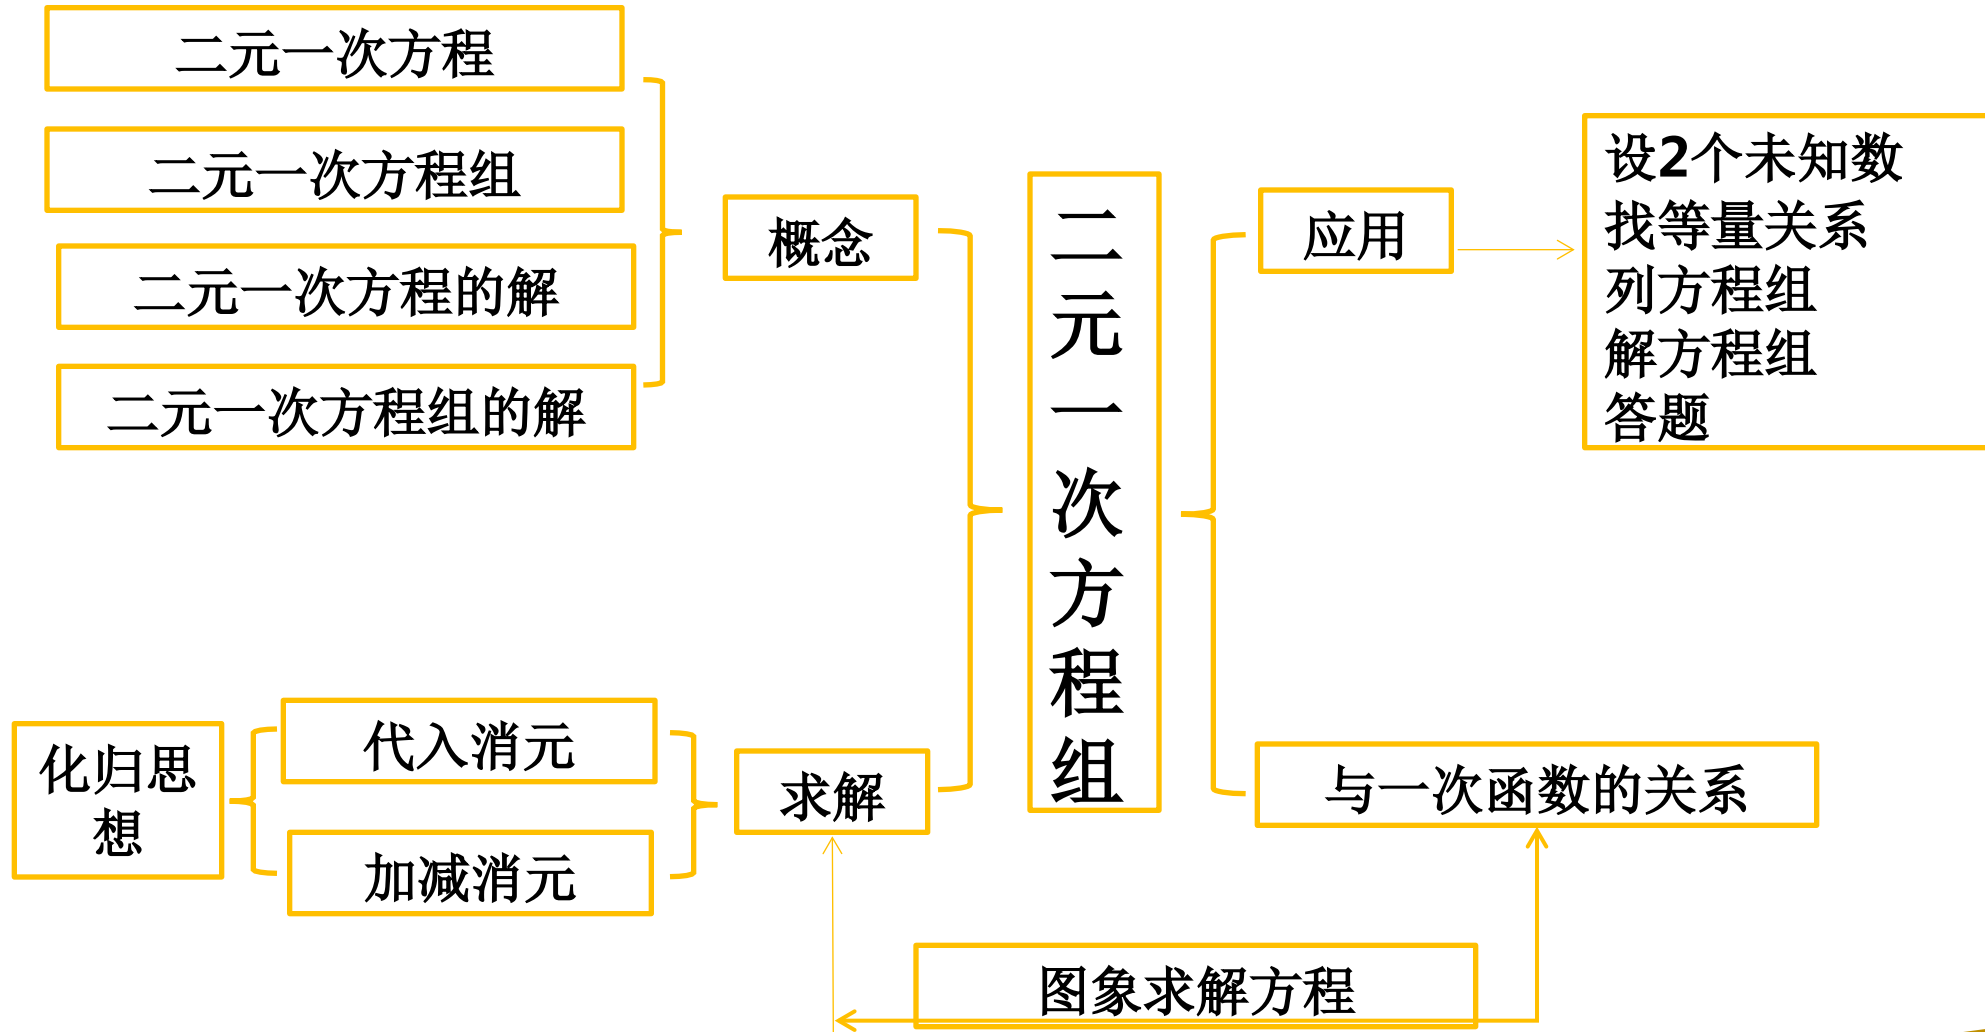 二元一次方程
二元一次方程组
二元一次方程的解
二元一次方程组的解
概念
二元一次方程组
应用
设2个未知数
找等量关系
列方程组
解方程组
答题
化归思
想
代入消元
加减消元
求解
与一次函数的关系
图象求解方程